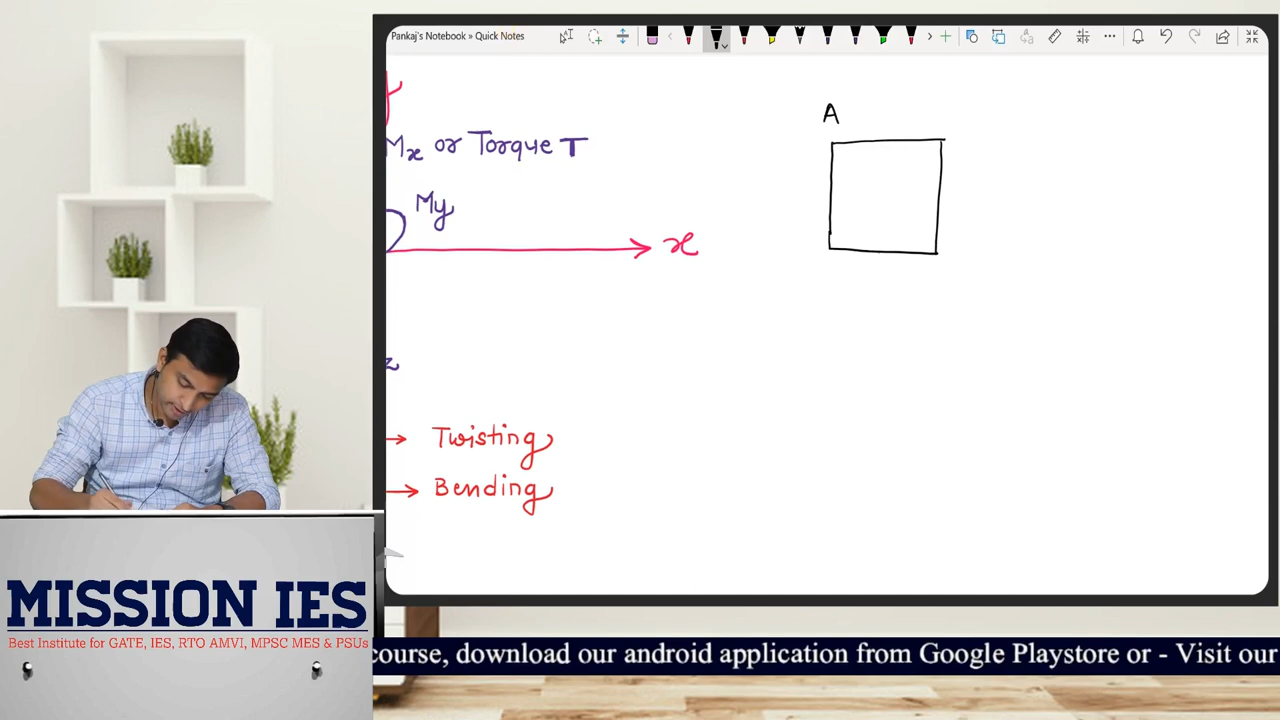 Pankaj's Notebook » Quick Notes
A
Mx or Torque T
My
x
z
Twisting
Bending
MISSION IES
Best Institute for GATE, IES, RTO AMVI, MPSC MES & PSUs
course, download our android application from Google Playstore or - Visit our